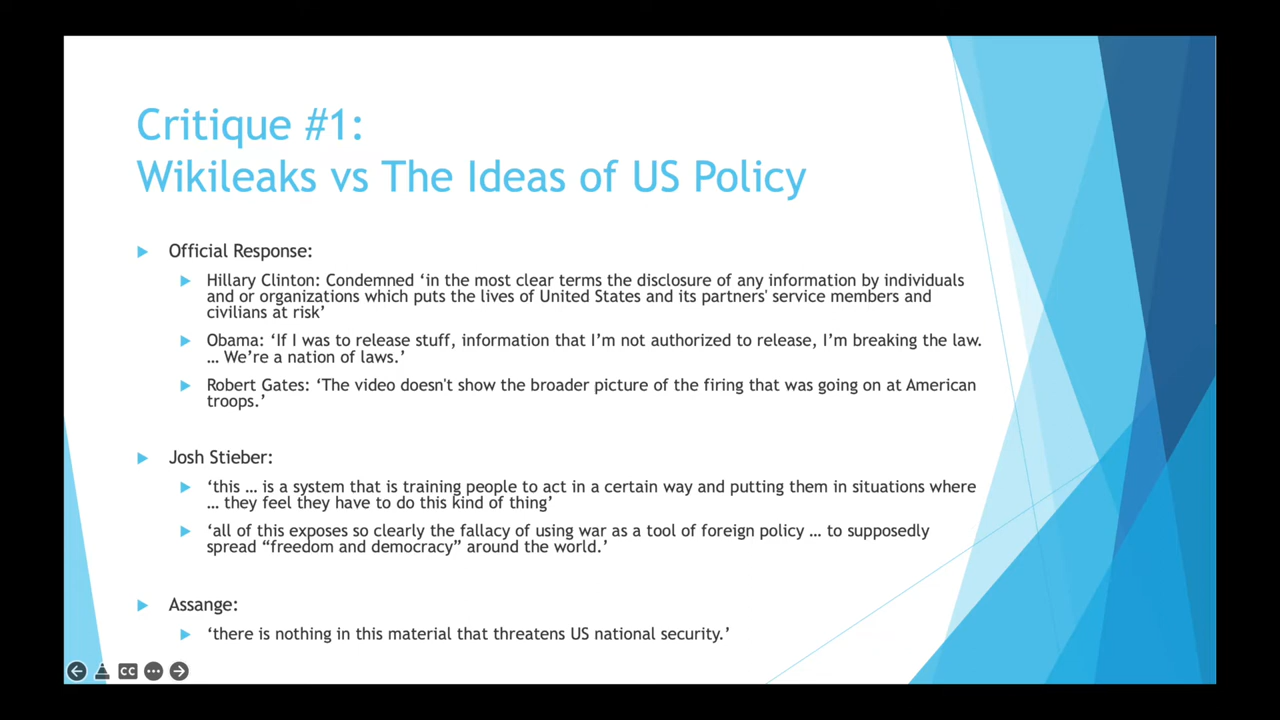 Critique #1:
Wikileaks vs The Ideas of US Policy
Official Response:
Hillary Clinton: Condemned ‘in the most clear terms the disclosure of any information by individuals
and or organizations which puts the lives of United States and its partners' service members and
civilians at risk’
Obama: ‘If I was to release stuff, information that I’m not authorized to release, I’m breaking the law.
… We’re a nation of laws.’
Robert Gates: ‘The video doesn't show the broader picture of the firing that was going on at American
troops.’
Josh Stieber:
‘this … is a system that is training people to act in a certain way and putting them in situations where
… they feel they have to do this kind of thing’
‘all of this exposes so clearly the fallacy of using war as a tool of foreign policy … to supposedly
spread “freedom and democracy” around the world.’
Assange:
‘there is nothing in this material that threatens US national security.’
CC